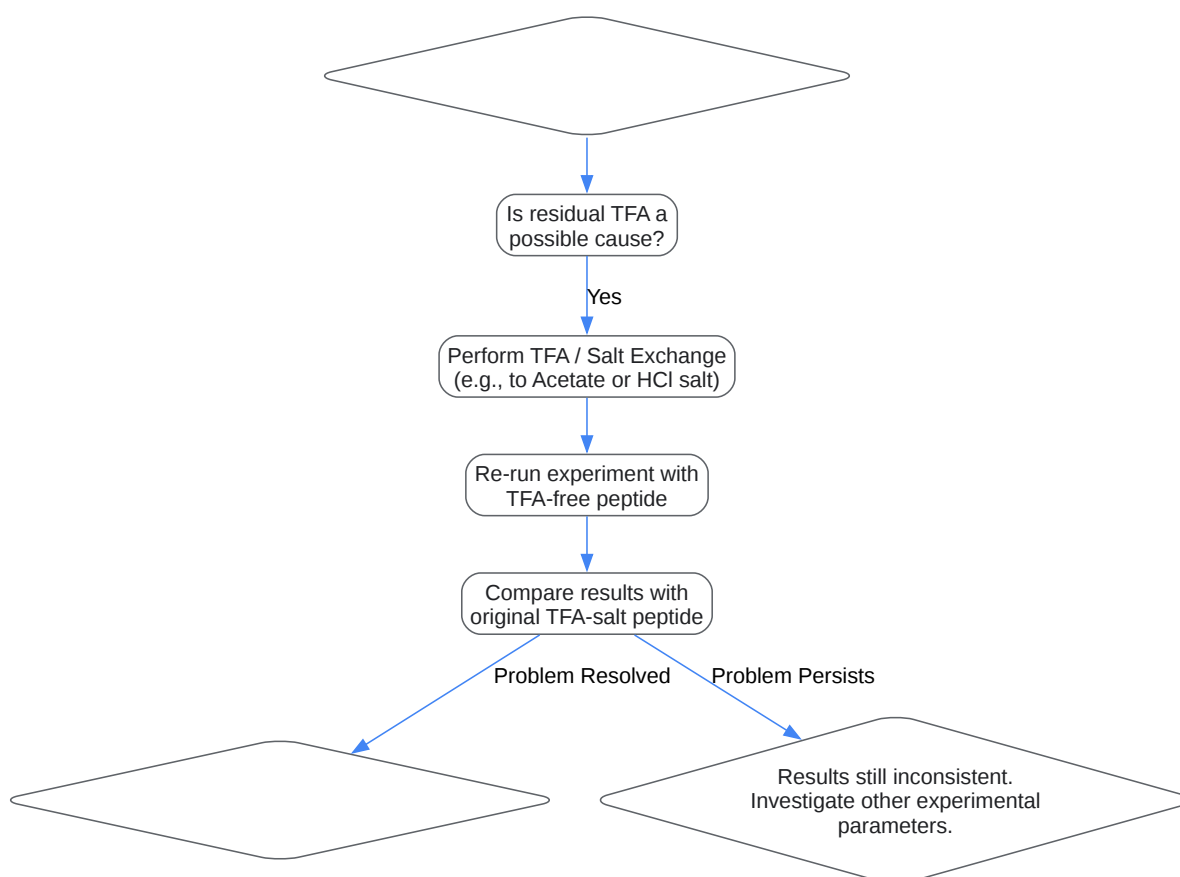 Is residual TFA a
possible cause?
Yes
Perform TFA / Salt Exchange
(e.g., to Acetate or HCl salt)
Re-run experiment with
TFA-free peptide
Compare results with
original TFA-salt peptide
Problem Resolved
Problem Persists
Results still inconsistent.
Investigate other experimental
parameters.